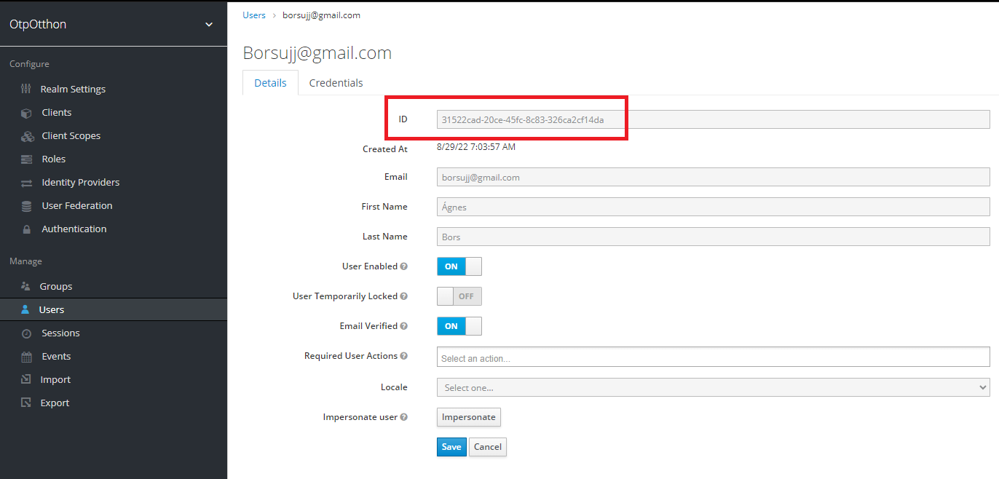 OtpOtthon
Configure
Realm Settings
Clients
Client Scopes
Roles
Identity Providers
User Federation
Authentication
Manage
Groups
Users
Sessions
Events
Import
Export
Users > borsujj@gmail.com
Borsujj@gmail.com
Details Credentials
ID 31522cad-20ce-45fc-8c83-326ca2cf14da
Created At 8/29/22 7:03:57 AM
Email borsujj@gmail.com
First Name Ágnes
Last Name Bors
User Enabled ON
User Temporarily Locked OFF
Email Verified ON
Required User Actions Select an action...
Locale Select one...
Impersonate user Impersonate
Save Cancel